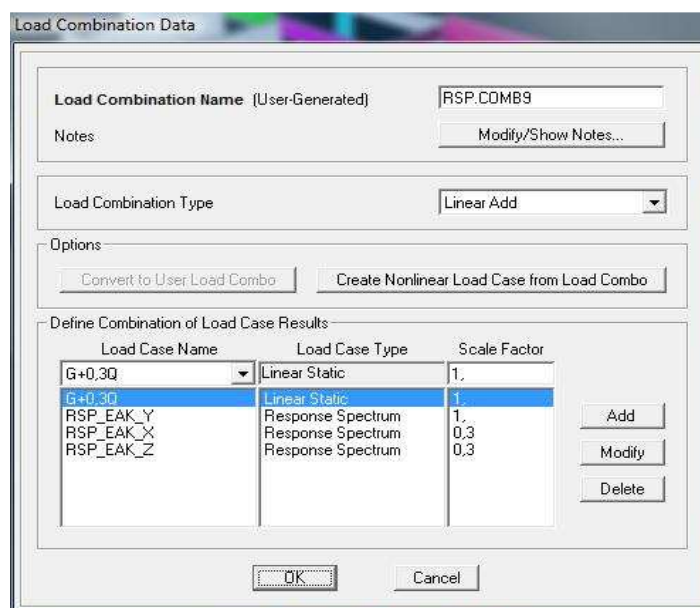 Load Combination Data
Load Combination Name (User-Generated) RSP.COMB9
Notes Modify/Show Notes...
Load Combination Type Linear Add
Options
Convert to User Load Combo Create Nonlinear Load Case from Load Combo
Define Combination of Load Case Results
Load Case Name Load Case Type Scale Factor
G+0,3Q Linear Static 1,
G+0,3Q Linear Static 1,
RSP_EAK_Y Response Spectrum 1,
RSP_EAK_X Response Spectrum 0,3
RSP_EAK_Z Response Spectrum 0,3
Add
Modify
Delete
OK Cancel